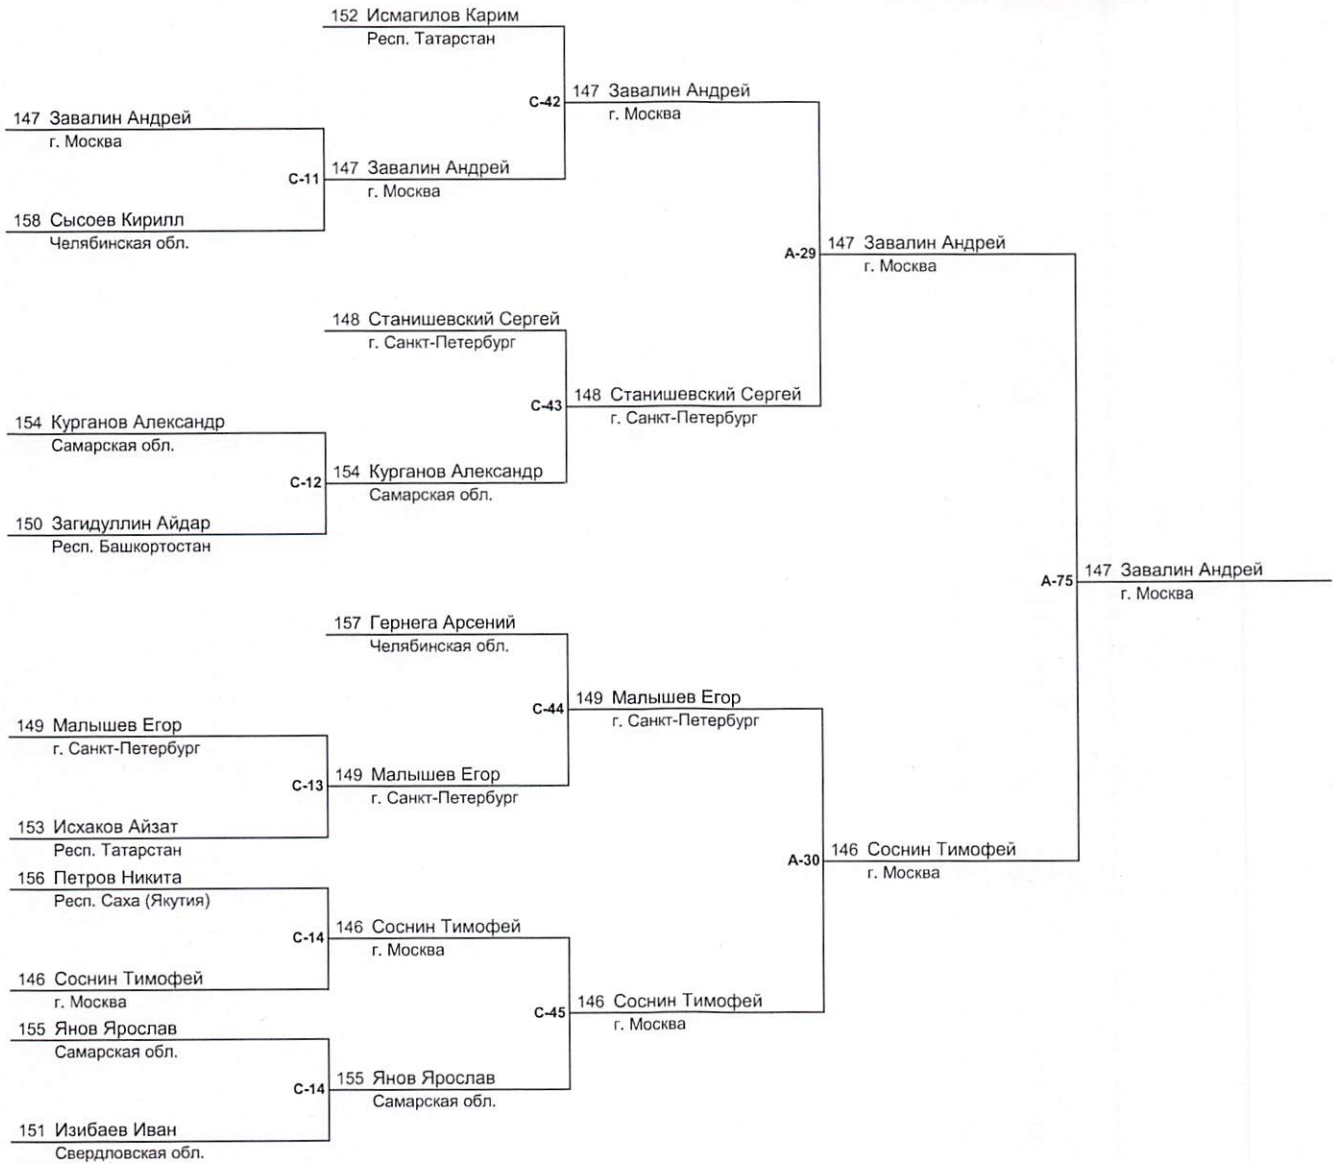 152 Исмагилов Карим
Респ. Татарстан
C-42
147 Завалин Андрей
г. Москва
147 Завалин Андрей
г. Москва
C-11
147 Завалин Андрей
г. Москва
158 Сысоев Кирилл
Челябинская обл.
A-29
147 Завалин Андрей
г. Москва
148 Станишевский Сергей
г. Санкт-Петербург
C-43
148 Станишевский Сергей
г. Санкт-Петербург
154 Курганов Александр
Самарская обл.
C-12
154 Курганов Александр
Самарская обл.
150 Загидуллин Айдар
Респ. Башкортостан
A-75
147 Завалин Андрей
г. Москва
157 Гернега Арсений
Челябинская обл.
C-44
149 Малышев Егор
г. Санкт-Петербург
149 Малышев Егор
г. Санкт-Петербург
C-13
149 Малышев Егор
г. Санкт-Петербург
153 Исхаков Айзат
Респ. Татарстан
A-30
146 Соснин Тимофей
г. Москва
156 Петров Никита
Респ. Саха (Якутия)
C-14
146 Соснин Тимофей
г. Москва
146 Соснин Тимофей
г. Москва
C-45
146 Соснин Тимофей
г. Москва
155 Янов Ярослав
Самарская обл.
C-14
155 Янов Ярослав
Самарская обл.
151 Изибаев Иван
Свердловская обл.